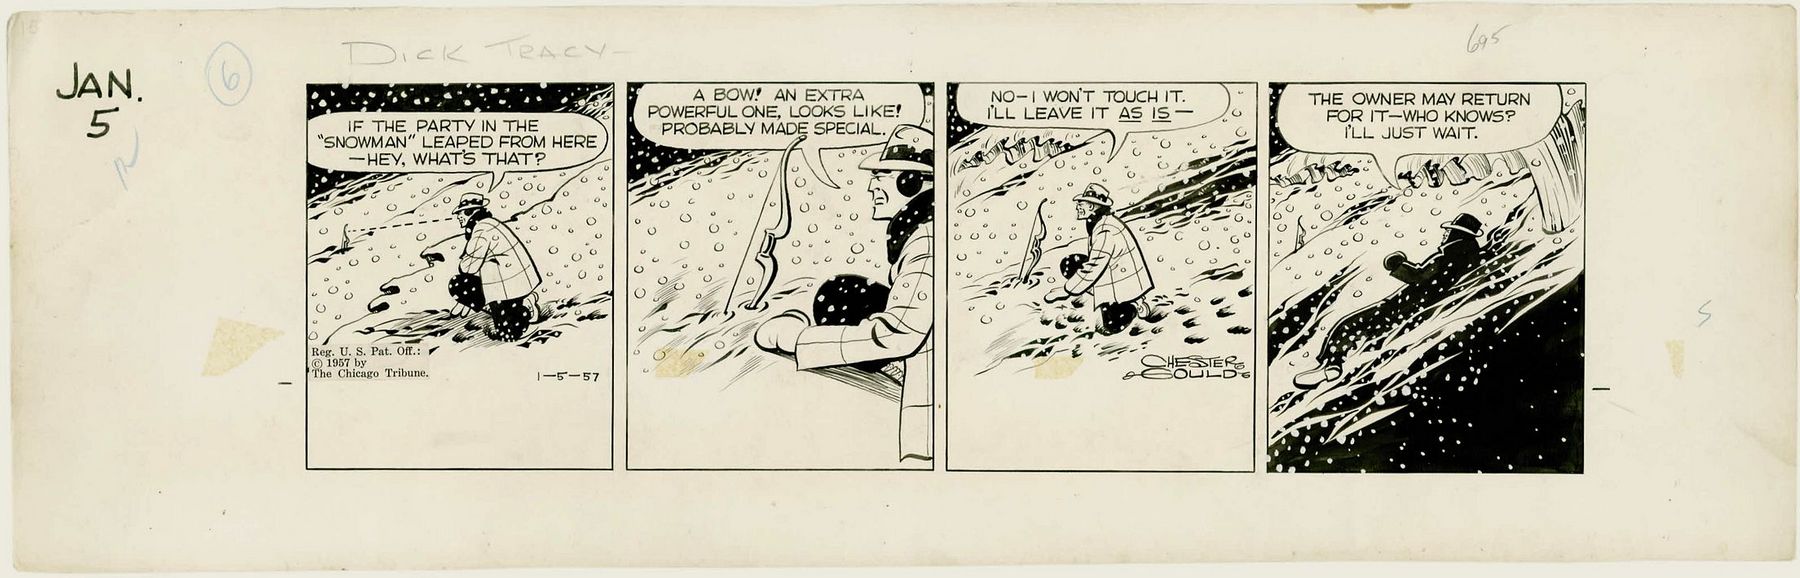 DICK TRACY—
695
JAN.
5
6
IF THE PARTY IN THE
"SNOWMAN" LEAPED FROM HERE
—HEY, WHAT'S THAT?
Reg. U. S. Pat. Off.:
© 1957 by
The Chicago Tribune.
1-5-57
A BOW! AN EXTRA
POWERFUL ONE, LOOKS LIKE!
PROBABLY MADE SPECIAL.
NO—I WON'T TOUCH IT.
I'LL LEAVE IT AS IS—
CHESTER
GOULD
THE OWNER MAY RETURN
FOR IT—WHO KNOWS?
I'LL JUST WAIT.
S